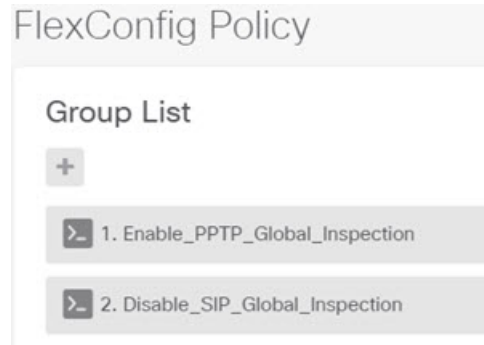 FlexConfig Policy
Group List
+
>_ 1. Enable_PPTP_Global_Inspection
>_ 2. Disable_SIP_Global_Inspection